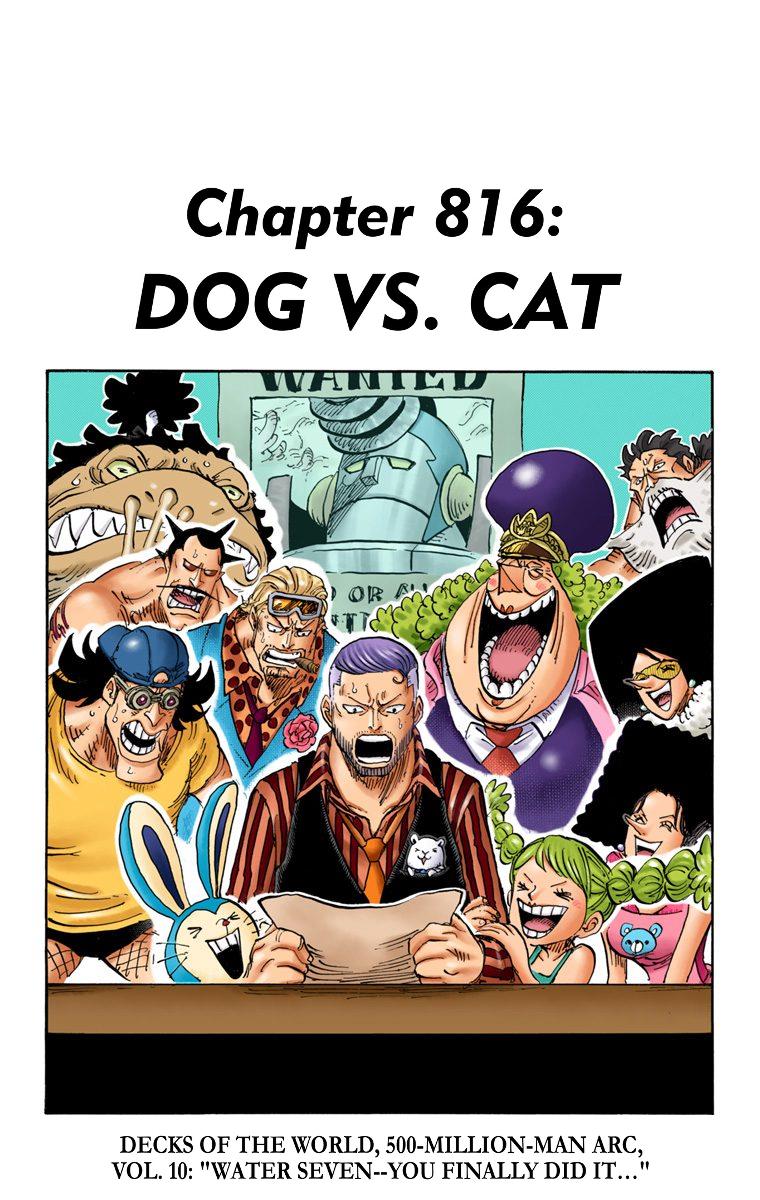 Chapter 816:
DOG VS. CAT
WANTED
OR
DECKS OF THE WORLD, 500-MILLION-MAN ARC,
VOL. 10: "WATER SEVEN--YOU FINALLY DID IT..."